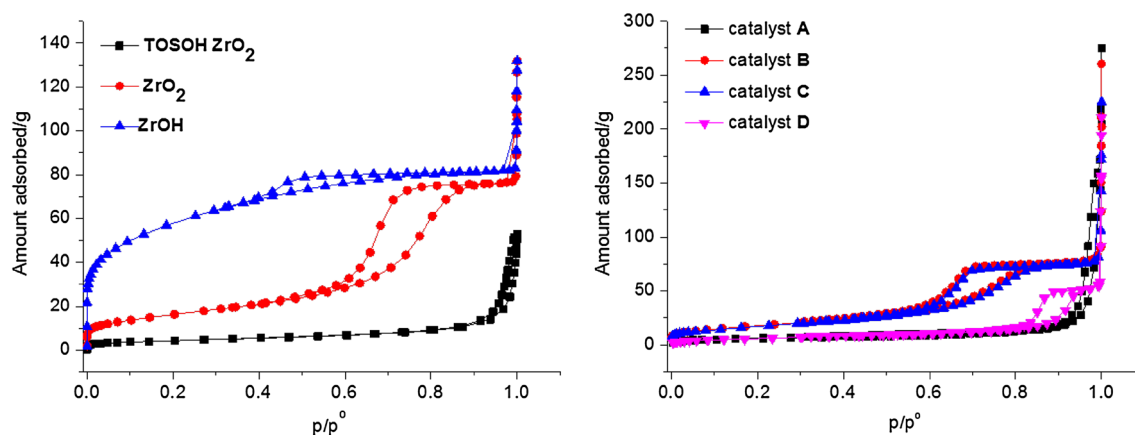 TOSOH ZrO2
ZrO2
ZrOH
Amount adsorbed/g
140
120
100
80
60
40
20
0
0.0 0.2 0.4 0.6 0.8 1.0
p/p°
catalyst A
catalyst B
catalyst C
catalyst D
Amount adsorbed/g
300
250
200
150
100
50
0
0.0 0.2 0.4 0.6 0.8 1.0
p/p°